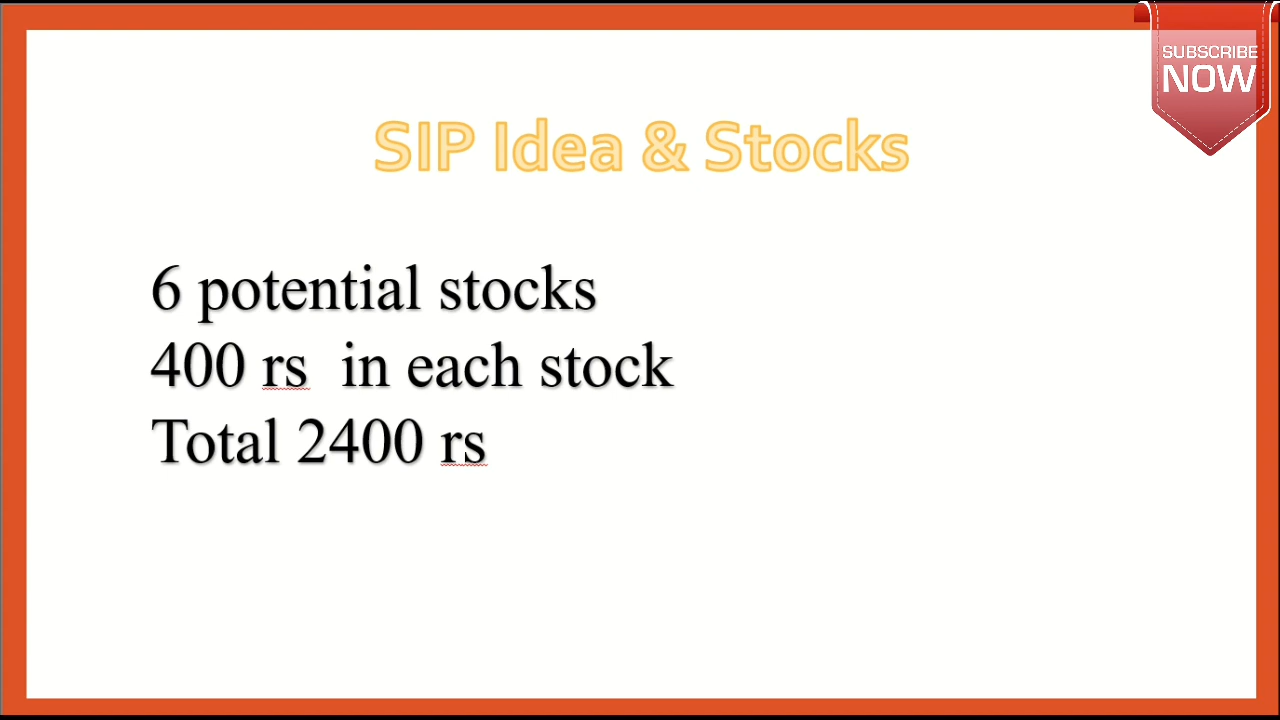 SUBSCRIBE
NOW
SIP Idea & Stocks
6 potential stocks
400 rs  in each stock
Total 2400 rs